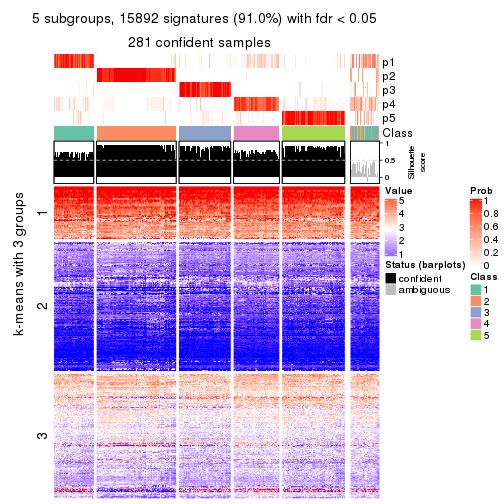 5 subgroups, 15892 signatures (91.0%) with fdr < 0.05
281 confident samples
p1
p2
p3
p4
p5
Class
1
0.5
0
Silhouette
score
k-means with 3 groups
1
2
3
Value
5
4
3
2
1
Status (barplots)
confident
ambiguous
Prob
1
0.8
0.6
0.4
0.2
0
Class
1
2
3
4
5